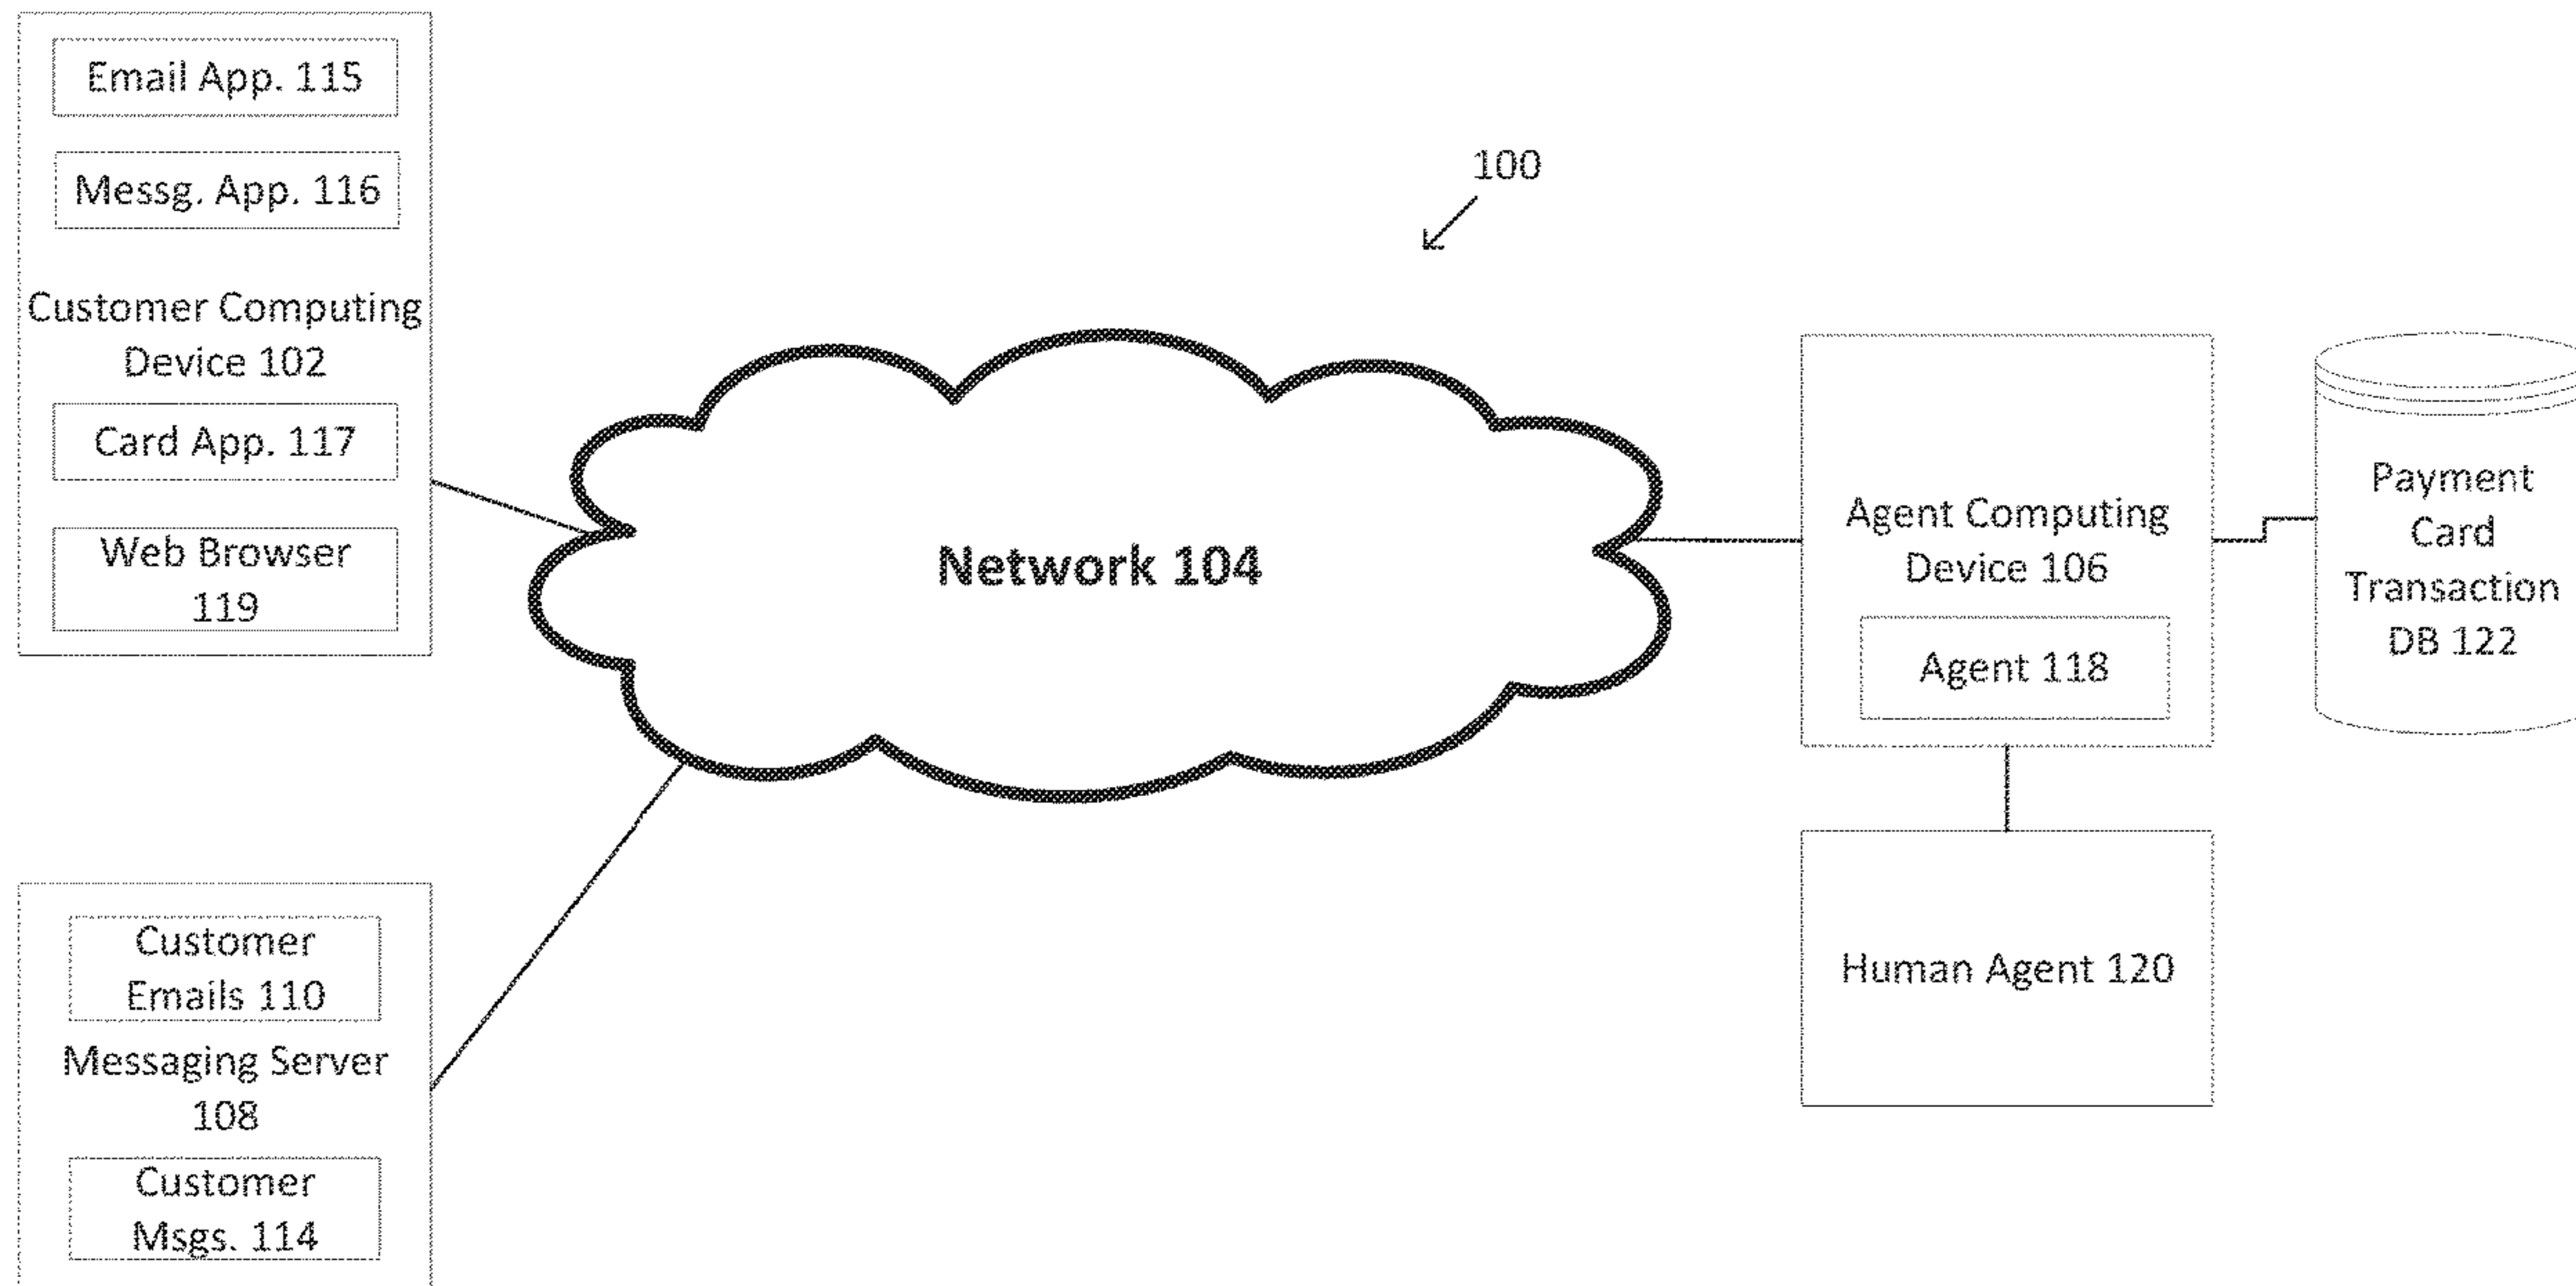 Email App. 115
Messg. App. 116
Customer Computing
Device 102
Card App. 117
Web Browser
119
100
Network 104
Agent Computing
Device 106
Agent 118
Payment
Card
Transaction
DB 122
Human Agent 120
Customer
Emails 110
Messaging Server
108
Customer
Msgs. 114